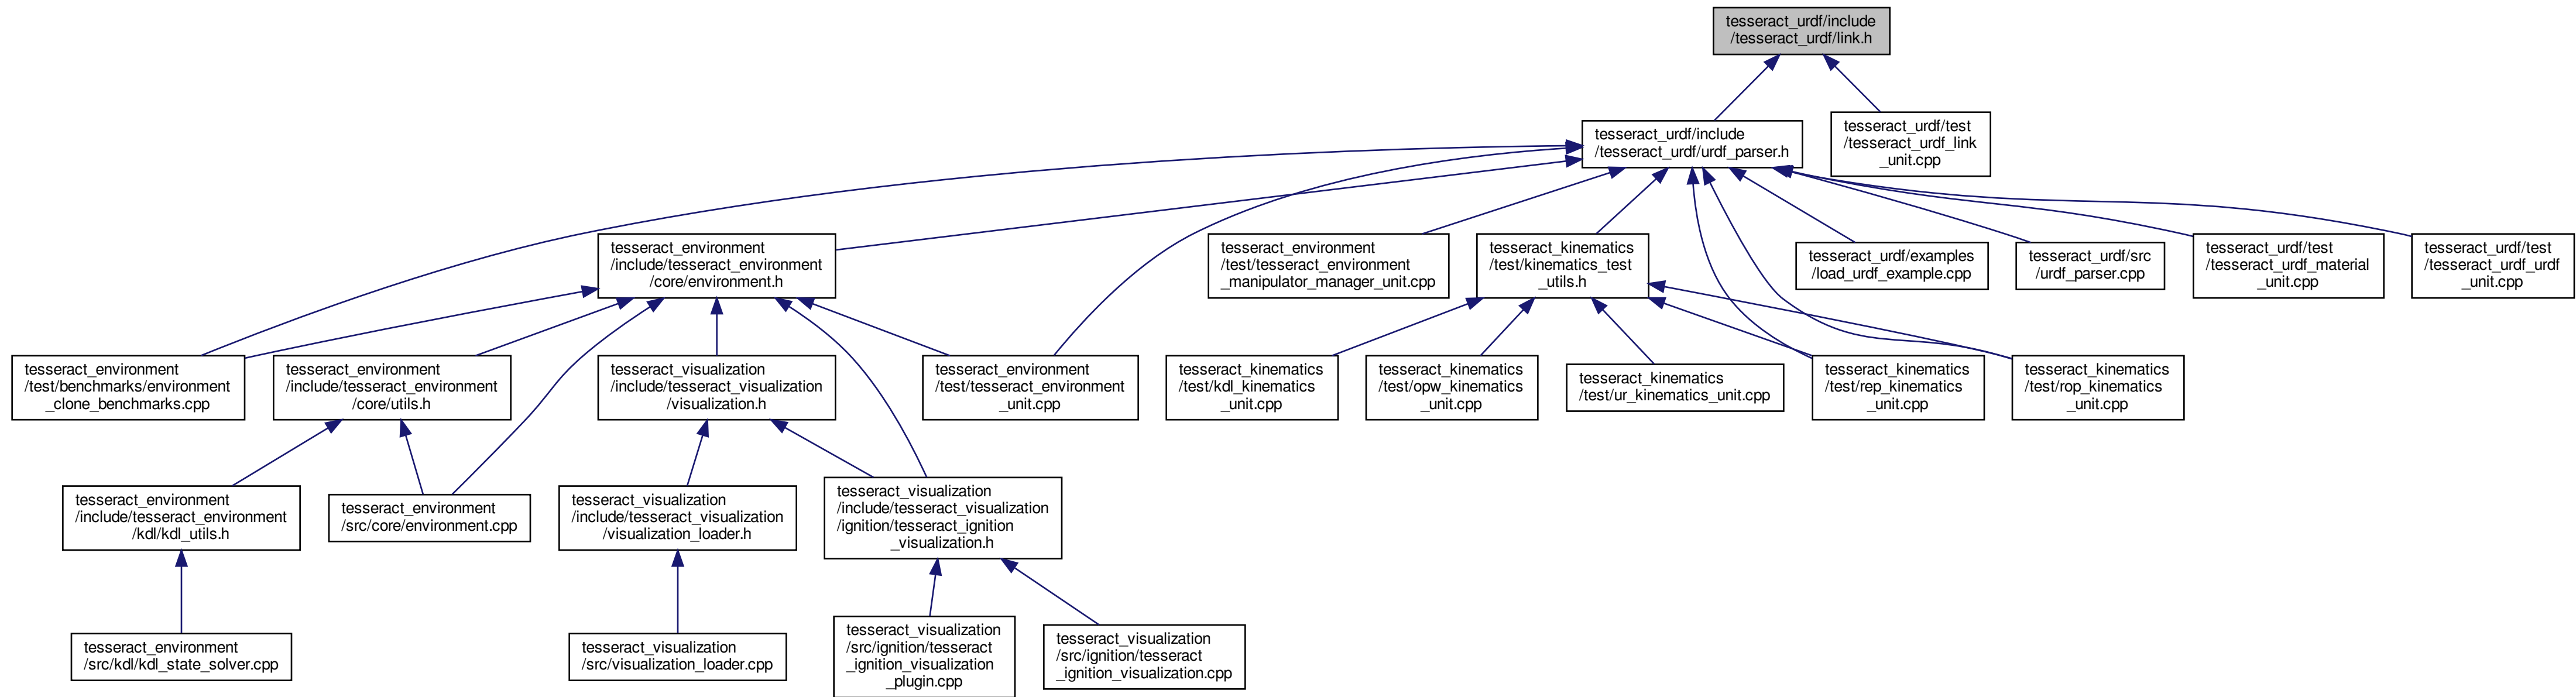 tesseract_urdf/include
/tesseract_urdf/link.h
tesseract_urdf/include
/tesseract_urdf/urdf_parser.h
tesseract_urdf/test
/tesseract_urdf_link
_unit.cpp
tesseract_environment
/include/tesseract_environment
/core/environment.h
tesseract_environment
/test/tesseract_environment
_manipulator_manager_unit.cpp
tesseract_kinematics
/test/kinematics_test
_utils.h
tesseract_urdf/examples
/load_urdf_example.cpp
tesseract_urdf/src
/urdf_parser.cpp
tesseract_urdf/test
/tesseract_urdf_material
_unit.cpp
tesseract_urdf/test
/tesseract_urdf_urdf
_unit.cpp
tesseract_environment
/test/benchmarks/environment
_clone_benchmarks.cpp
tesseract_environment
/include/tesseract_environment
/core/utils.h
tesseract_visualization
/include/tesseract_visualization
/visualization.h
tesseract_environment
/test/tesseract_environment
_unit.cpp
tesseract_kinematics
/test/kdl_kinematics
_unit.cpp
tesseract_kinematics
/test/opw_kinematics
_unit.cpp
tesseract_kinematics
/test/ur_kinematics_unit.cpp
tesseract_kinematics
/test/rep_kinematics
_unit.cpp
tesseract_kinematics
/test/rop_kinematics
_unit.cpp
tesseract_environment
/include/tesseract_environment
/kdl/kdl_utils.h
tesseract_environment
/src/core/environment.cpp
tesseract_visualization
/include/tesseract_visualization
/visualization_loader.h
tesseract_visualization
/include/tesseract_visualization
/ignition/tesseract_ignition
_visualization.h
tesseract_environment
/src/kdl/kdl_state_solver.cpp
tesseract_visualization
/src/visualization_loader.cpp
tesseract_visualization
/src/ignition/tesseract
_ignition_visualization
_plugin.cpp
tesseract_visualization
/src/ignition/tesseract
_ignition_visualization.cpp